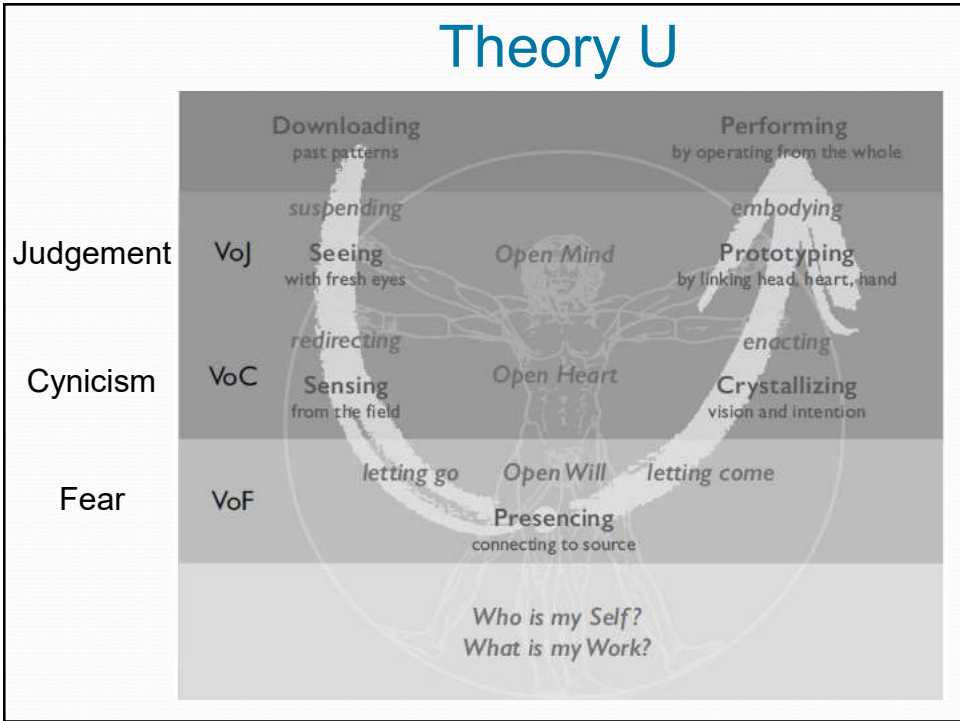 Theory U
Downloading
past patterns
Performing
by operating from the whole
suspending
embodying
Judgement
VoJ
Seeing
with fresh eyes
Open Mind
Prototyping
by linking head, heart, hand
redirecting
enacting
Cynicism
VoC
Sensing
from the field
Open Heart
Crystallizing
vision and intention
letting go
Open Will
letting come
Fear
VoF
Presencing
connecting to source
Who is my Self?
What is my Work?